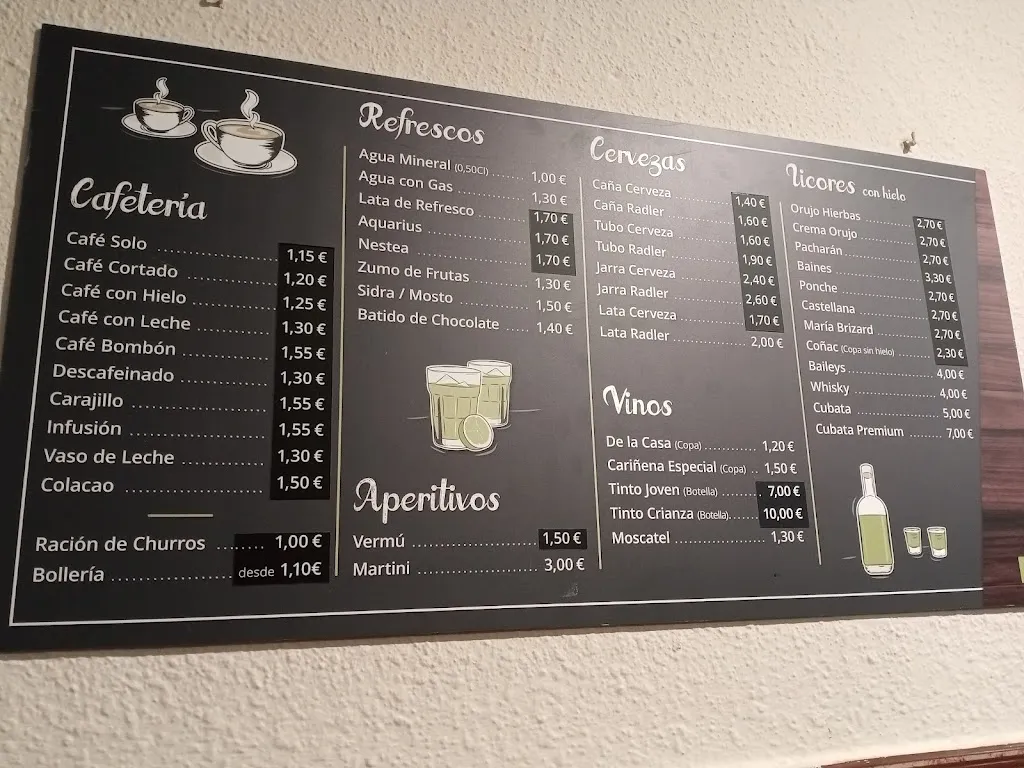 Cafetería
Café Solo ................ 1,15 €
Café Cortado ................ 1,20 €
Café con Hielo ................ 1,25 €
Café con Leche ................ 1,30 €
Café Bombón ................ 1,55 €
Descafeinado ................ 1,30 €
Carajillo ................ 1,55 €
Infusión ................ 1,55 €
Vaso de Leche ................ 1,30 €
Colacao ................ 1,50 €
Ración de Churros ....... 1,00 €
Bollería ................ desde 1,10€
Refrescos
Agua Mineral (0,50Cl) ....... 1,00 €
Agua con Gas ................ 1,30 €
Lata de Refresco ............ 1,70 €
Aquarius ................ 1,70 €
Nestea ................ 1,70 €
Zumo de Frutas ............ 1,30 €
Sidra / Mosto ............ 1,50 €
Batido de Chocolate ..... 1,40 €
Aperitivos
Vermú ................ 1,50 €
Martini ................ 3,00 €
Cervezas
Caña Cerveza ............ 1,40 €
Caña Radler ............ 1,60 €
Tubo Cerveza ............ 1,60 €
Tubo Radler ............ 1,90 €
Jarra Cerveza ............ 2,40 €
Jarra Radler ............ 2,60 €
Lata Cerveza ............ 1,70 €
Lata Radler ............ 2,00 €
Vinos
De la Casa (Copa) ............ 1,20 €
Cariñena Especial (Copa) .. 1,50 €
Tinto Joven (Botella) ........ 7,00 €
Tinto Crianza (Botella)...... 10,00 €
Moscatel ................ 1,30 €
Licores con hielo
Orujo Hierbas ............ 2,70 €
Crema Orujo ............ 2,70 €
Pacharán ............ 2,70 €
Baines ............ 3,30 €
Ponche ............ 2,70 €
Castellana ............ 2,70 €
María Brizard ............ 2,70 €
Coñac (Copa sin hielo) ........ 2,30 €
Baileys ............ 4,00 €
Whisky ............ 4,00 €
Cubata ............ 5,00 €
Cubata Premium ........ 7,00 €